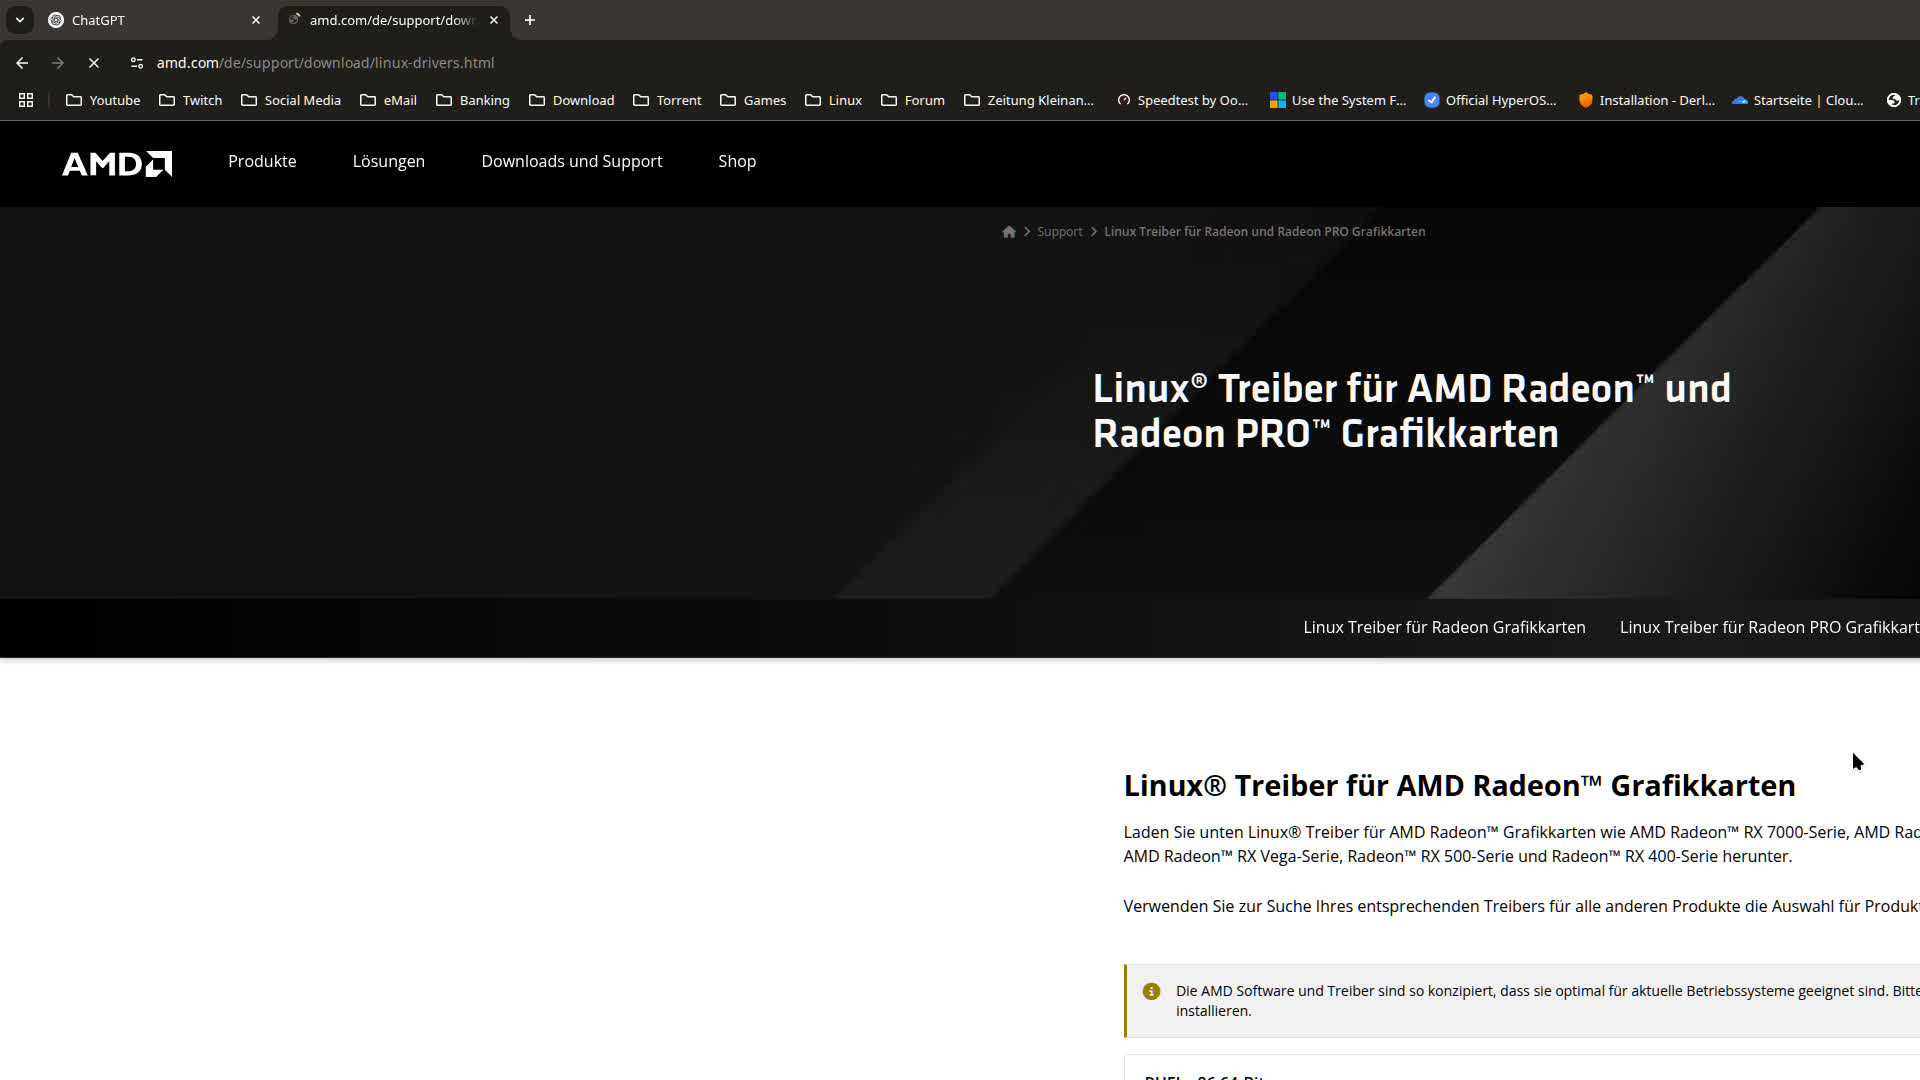 ChatGPT
amd.com/de/support/dow
amd.com/de/support/download/linux-drivers.html
Youtube Twitch Social Media eMail Banking Download Torrent Games Linux Forum Zeitung Kleinan... Speedtest by Oo... Use the System F... Official HyperOS... Installation - Derl... Startseite | Clou... Tr
AMD Produkte Lösungen Downloads und Support Shop
Support Linux Treiber für Radeon und Radeon PRO Grafikkarten
Linux® Treiber für AMD Radeon™ und
Radeon PRO™ Grafikkarten
Linux Treiber für Radeon Grafikkarten Linux Treiber für Radeon PRO Grafikkart
Linux® Treiber für AMD Radeon™ Grafikkarten
Laden Sie unten Linux® Treiber für AMD Radeon™ Grafikkarten wie AMD Radeon™ RX 7000-Serie, AMD Rad
AMD Radeon™ RX Vega-Serie, Radeon™ RX 500-Serie und Radeon™ RX 400-Serie herunter.
Verwenden Sie zur Suche Ihres entsprechenden Treibers für alle anderen Produkte die Auswahl für Produkt
Die AMD Software und Treiber sind so konzipiert, dass sie optimal für aktuelle Betriebssysteme geeignet sind. Bitte
installieren.